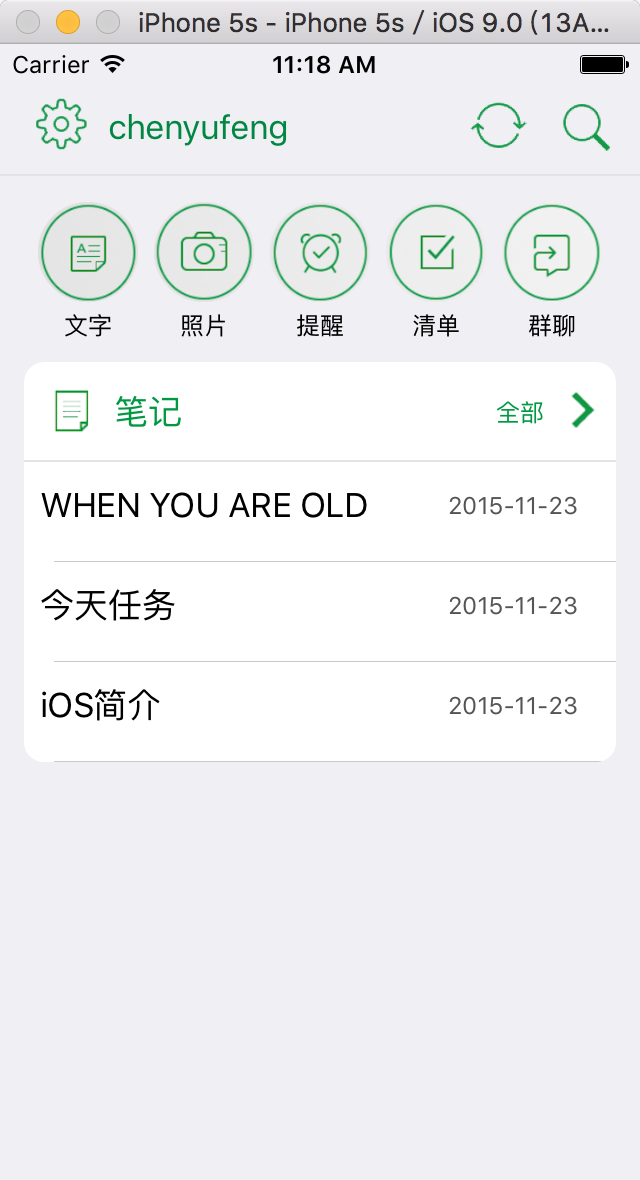 iPhone 5s - iPhone 5s / iOS 9.0 (13A...
Carrier 11:18 AM
chenyufeng
文字 照片 提醒 清单 群聊
笔记 全部
WHEN YOU ARE OLD 2015-11-23
今天任务 2015-11-23
iOS简介 2015-11-23